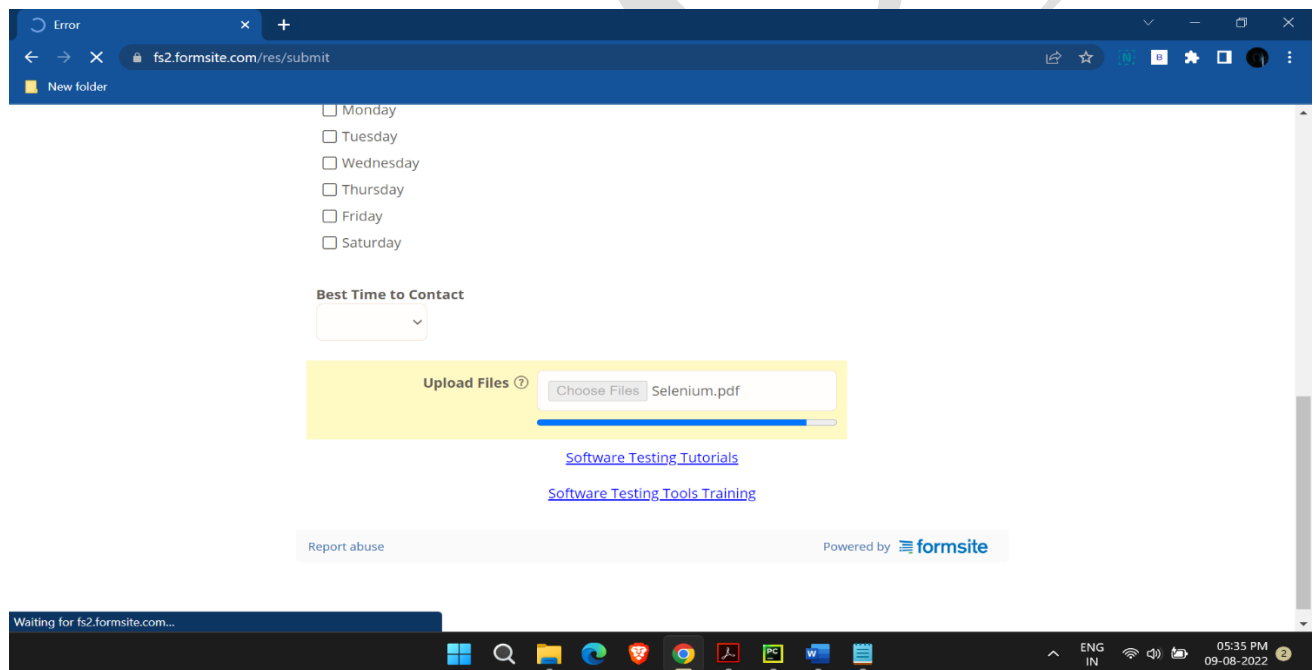 Error
fs2.formsite.com/res/submit
New folder
Monday
Tuesday
Wednesday
Thursday
Friday
Saturday
Best Time to Contact
Upload Files ?
Choose Files Selenium.pdf
Software Testing Tutorials
Software Testing Tools Training
Report abuse
Powered by formsite
Waiting for fs2.formsite.com...
ENG
IN
05:35 PM
09-08-2022
2